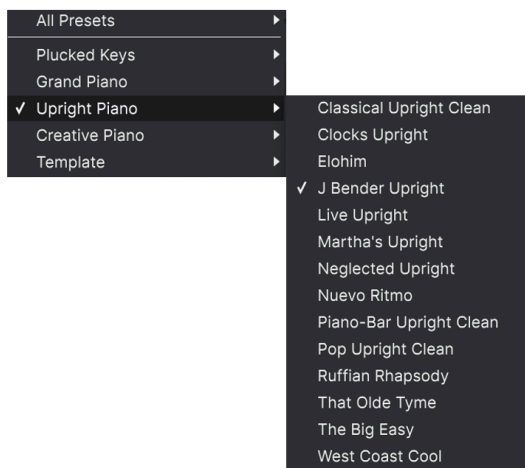 All Presets
Plucked Keys
Grand Piano
Upright Piano
Creative Piano
Template
Classical Upright Clean
Clocks Upright
Elohim
J Bender Upright
Live Upright
Martha's Upright
Neglected Upright
Nuevo Ritmo
Piano-Bar Upright Clean
Pop Upright Clean
Ruffian Rhapsody
That Olde Tyme
The Big Easy
West Coast Cool